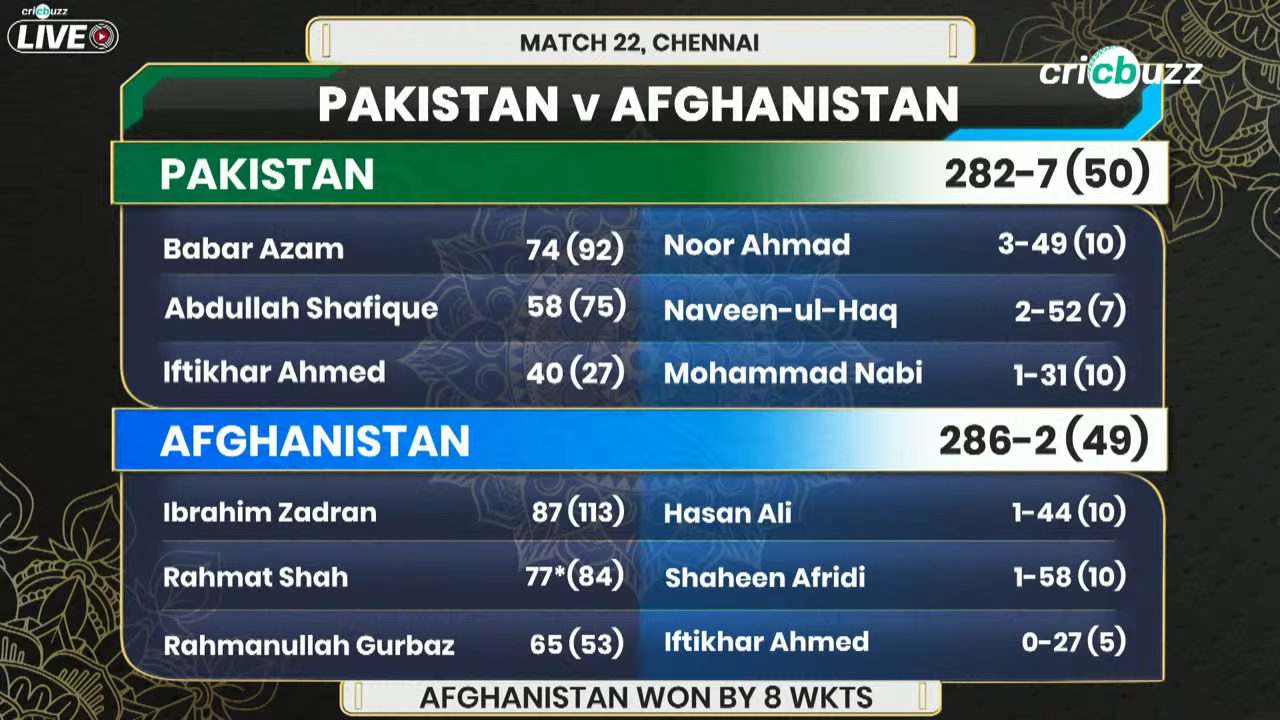 cricbuzz
LIVE
MATCH 22, CHENNAI
cricbuzz
PAKISTAN v AFGHANISTAN
PAKISTAN 282-7 (50)
Babar Azam 74 (92) Noor Ahmad 3-49 (10)
Abdullah Shafique 58 (75) Naveen-ul-Haq 2-52 (7)
Iftikhar Ahmed 40 (27) Mohammad Nabi 1-31 (10)
AFGHANISTAN 286-2 (49)
Ibrahim Zadran 87 (113) Hasan Ali 1-44 (10)
Rahmat Shah 77*(84) Shaheen Afridi 1-58 (10)
Rahmanullah Gurbaz 65 (53) Iftikhar Ahmed 0-27 (5)
AFGHANISTAN WON BY 8 WKTS